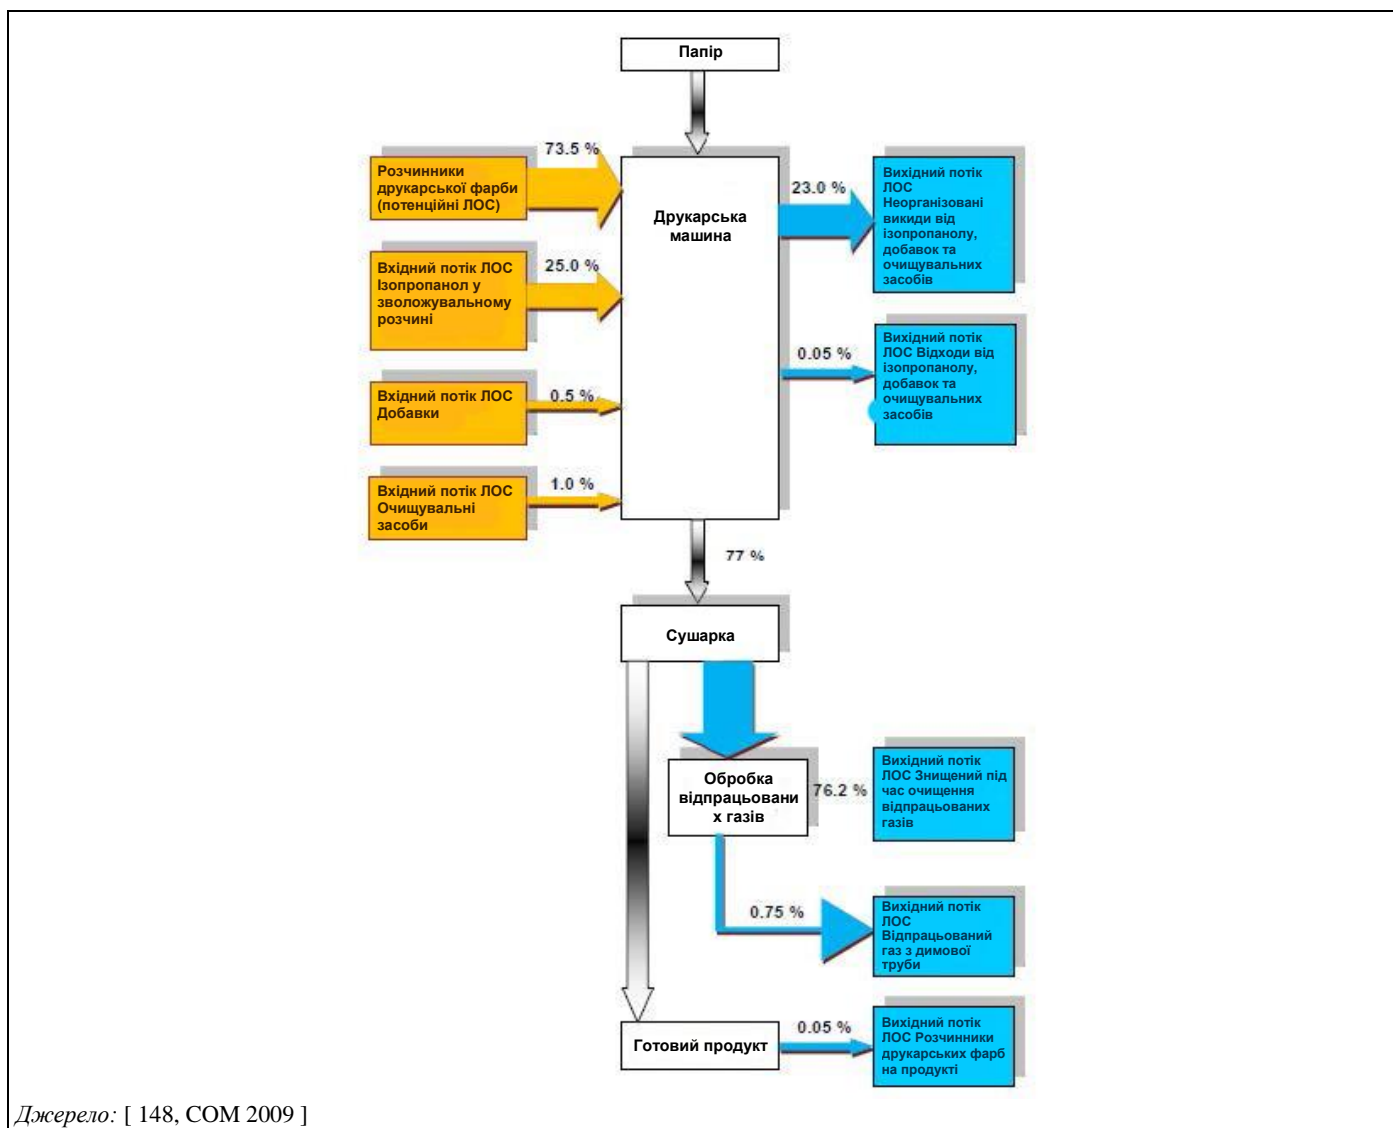 Папір
73.5 %
Розчинники
друкарської фарби
(потенційні ЛОС)
25.0 %
Вхідний потік ЛОС
Ізопропанол у
зволожувальному
розчині
0.5 %
Вхідний потік ЛОС
Добавки
1.0 %
Вхідний потік ЛОС
Очищувальні
засоби
Друкарська
машина
23.0 %
Вихідний потік
ЛОС
Неорганізовані
викиди від
ізопропанолу,
добавок та
очищувальних
засобів
0.05 %
Вихідний потік
ЛОС Відходи від
ізопропанолу,
добавок та
очищувальних
засобів
77 %
Сушарка
Обробка
відпрацьовани
х газів
76.2 %
Вихідний потік
ЛОС Знищений під
час очищення
відпрацьованих
газів
0.75 %
Вихідний потік
ЛОС
Відпрацьований
газ з димової
труби
Готовий продукт
0.05 %
Вихідний потік
ЛОС Розчинники
друкарських фарб
на продукті
Джерело: [ 148, COM 2009 ]